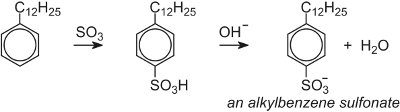 C₁₂H₂₅ C₁₂H₂₅ C₁₂H₂₅
SO₃ OH⁻ + H₂O
SO₃H SO₃⁻
an alkylbenzene sulfonate